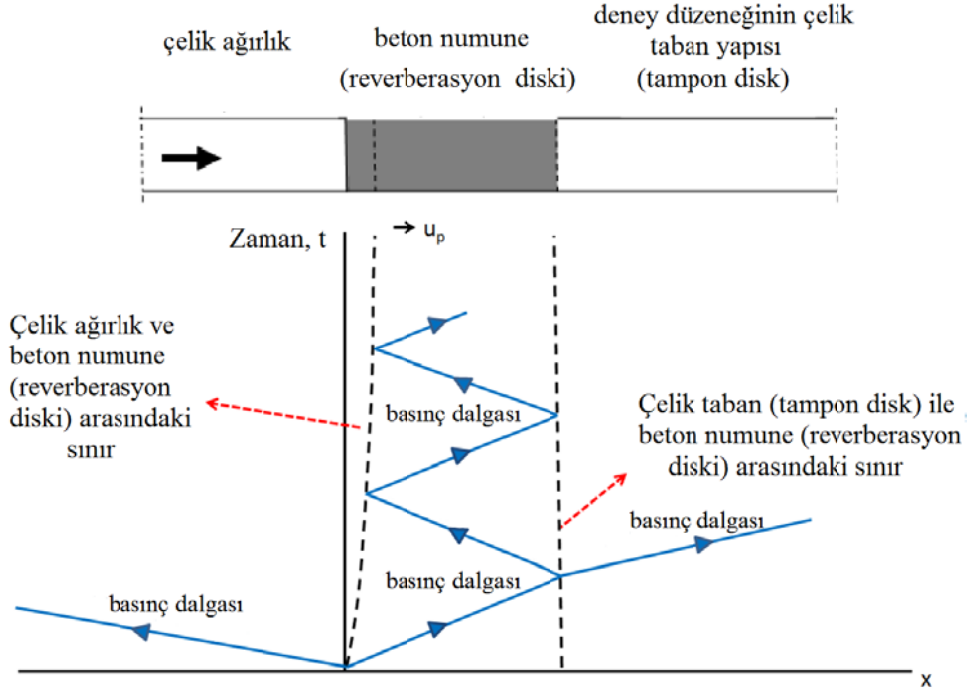 çelik ağırlık
beton numune
(reverberasyon diski)
deney düzeneğinin çelik
taban yapısı
(tampon disk)
Zaman, t
→ up
Çelik ağırlık ve
beton numune
(reverberasyon
diski) arasındaki
sınır
basınç dalgası
Çelik taban (tampon disk) ile
beton numune (reverberasyon
diski) arasındaki sınır
basınç dalgası
basınç dalgası
basınç dalgası
x